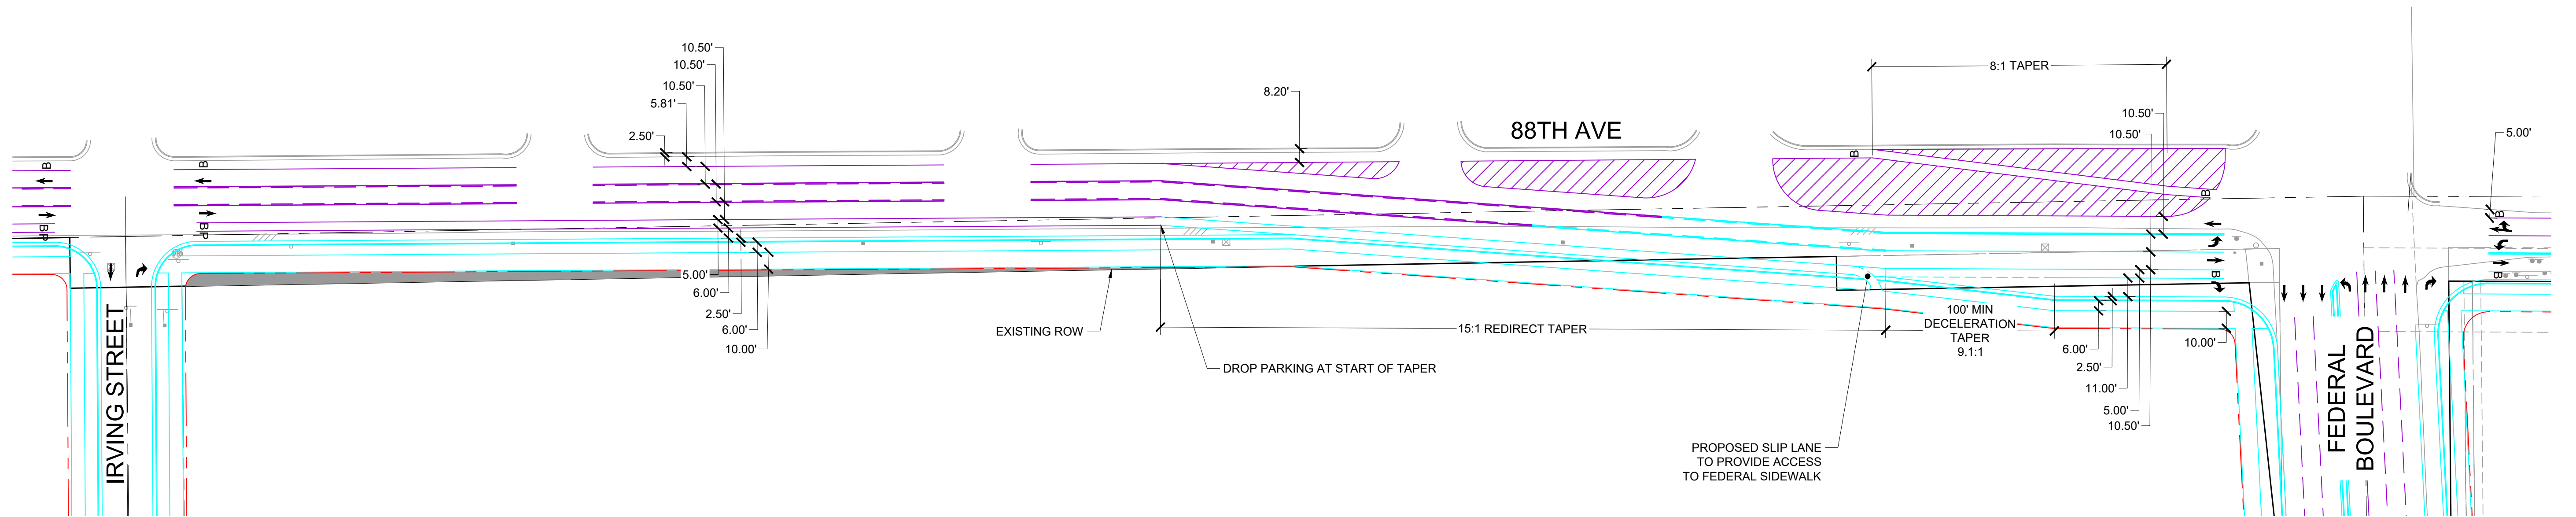 10.50'
10.50'
10.50'
5.81'
2.50'
8.20'
88TH AVE
8:1 TAPER
10.50'
10.50'
5.00'
B
B
B
B
B
BP
BP
B
B
B
5.00'
6.00'
2.50'
6.00'
10.00'
EXISTING ROW
15:1 REDIRECT TAPER
DROP PARKING AT START OF TAPER
100' MIN
DECELERATION
TAPER
9.1:1
6.00'
2.50'
11.00'
5.00'
10.50'
10.00'
PROPOSED SLIP LANE
TO PROVIDE ACCESS
TO FEDERAL SIDEWALK
IRVING STREET
FEDERAL
BOULEVARD